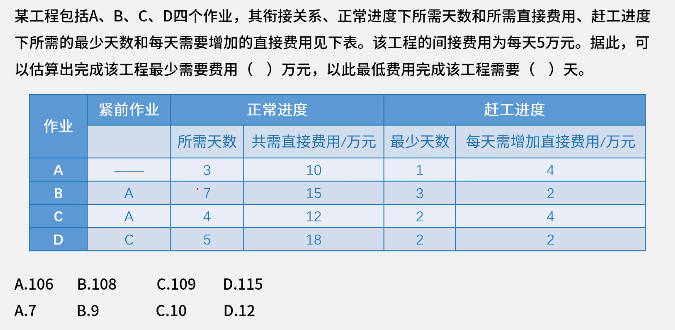 某工程包括A、B、C、D四个作业，其衔接关系、正常进度下所需天数和所需直接费用、赶工进度
下所需的最少天数和每天需要增加的直接费用见下表。该工程的间接费用为每天5万元。据此，可
以估算出完成该工程最少需要费用（ ）万元，以此最低费用完成该工程需要（ ）天。
作业 紧前作业 正常进度 赶工进度
所需天数 共需直接费用/万元 最少天数 每天需增加直接费用/万元
A —— 3 10 1 4
B A 7 15 3 2
C A 4 12 2 4
D C 5 18 2 2
A.106 B.108 C.109 D.115
A.7 B.9 C.10 D.12